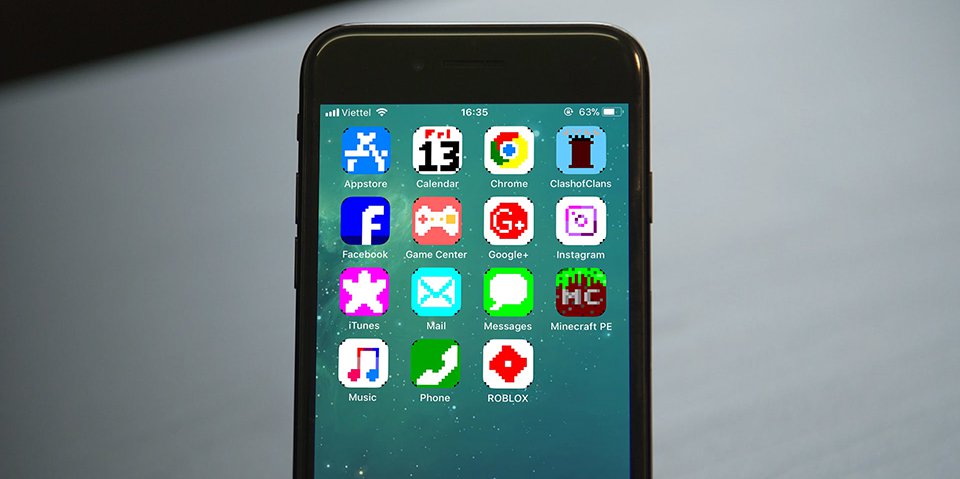 Viettel 16:35 63%
Fri
13
Appstore Calendar Chrome ClashofClans
f G+
Facebook Game Center Google+ Instagram
MC
iTunes Mail Messages Minecraft PE
Music Phone ROBLOX